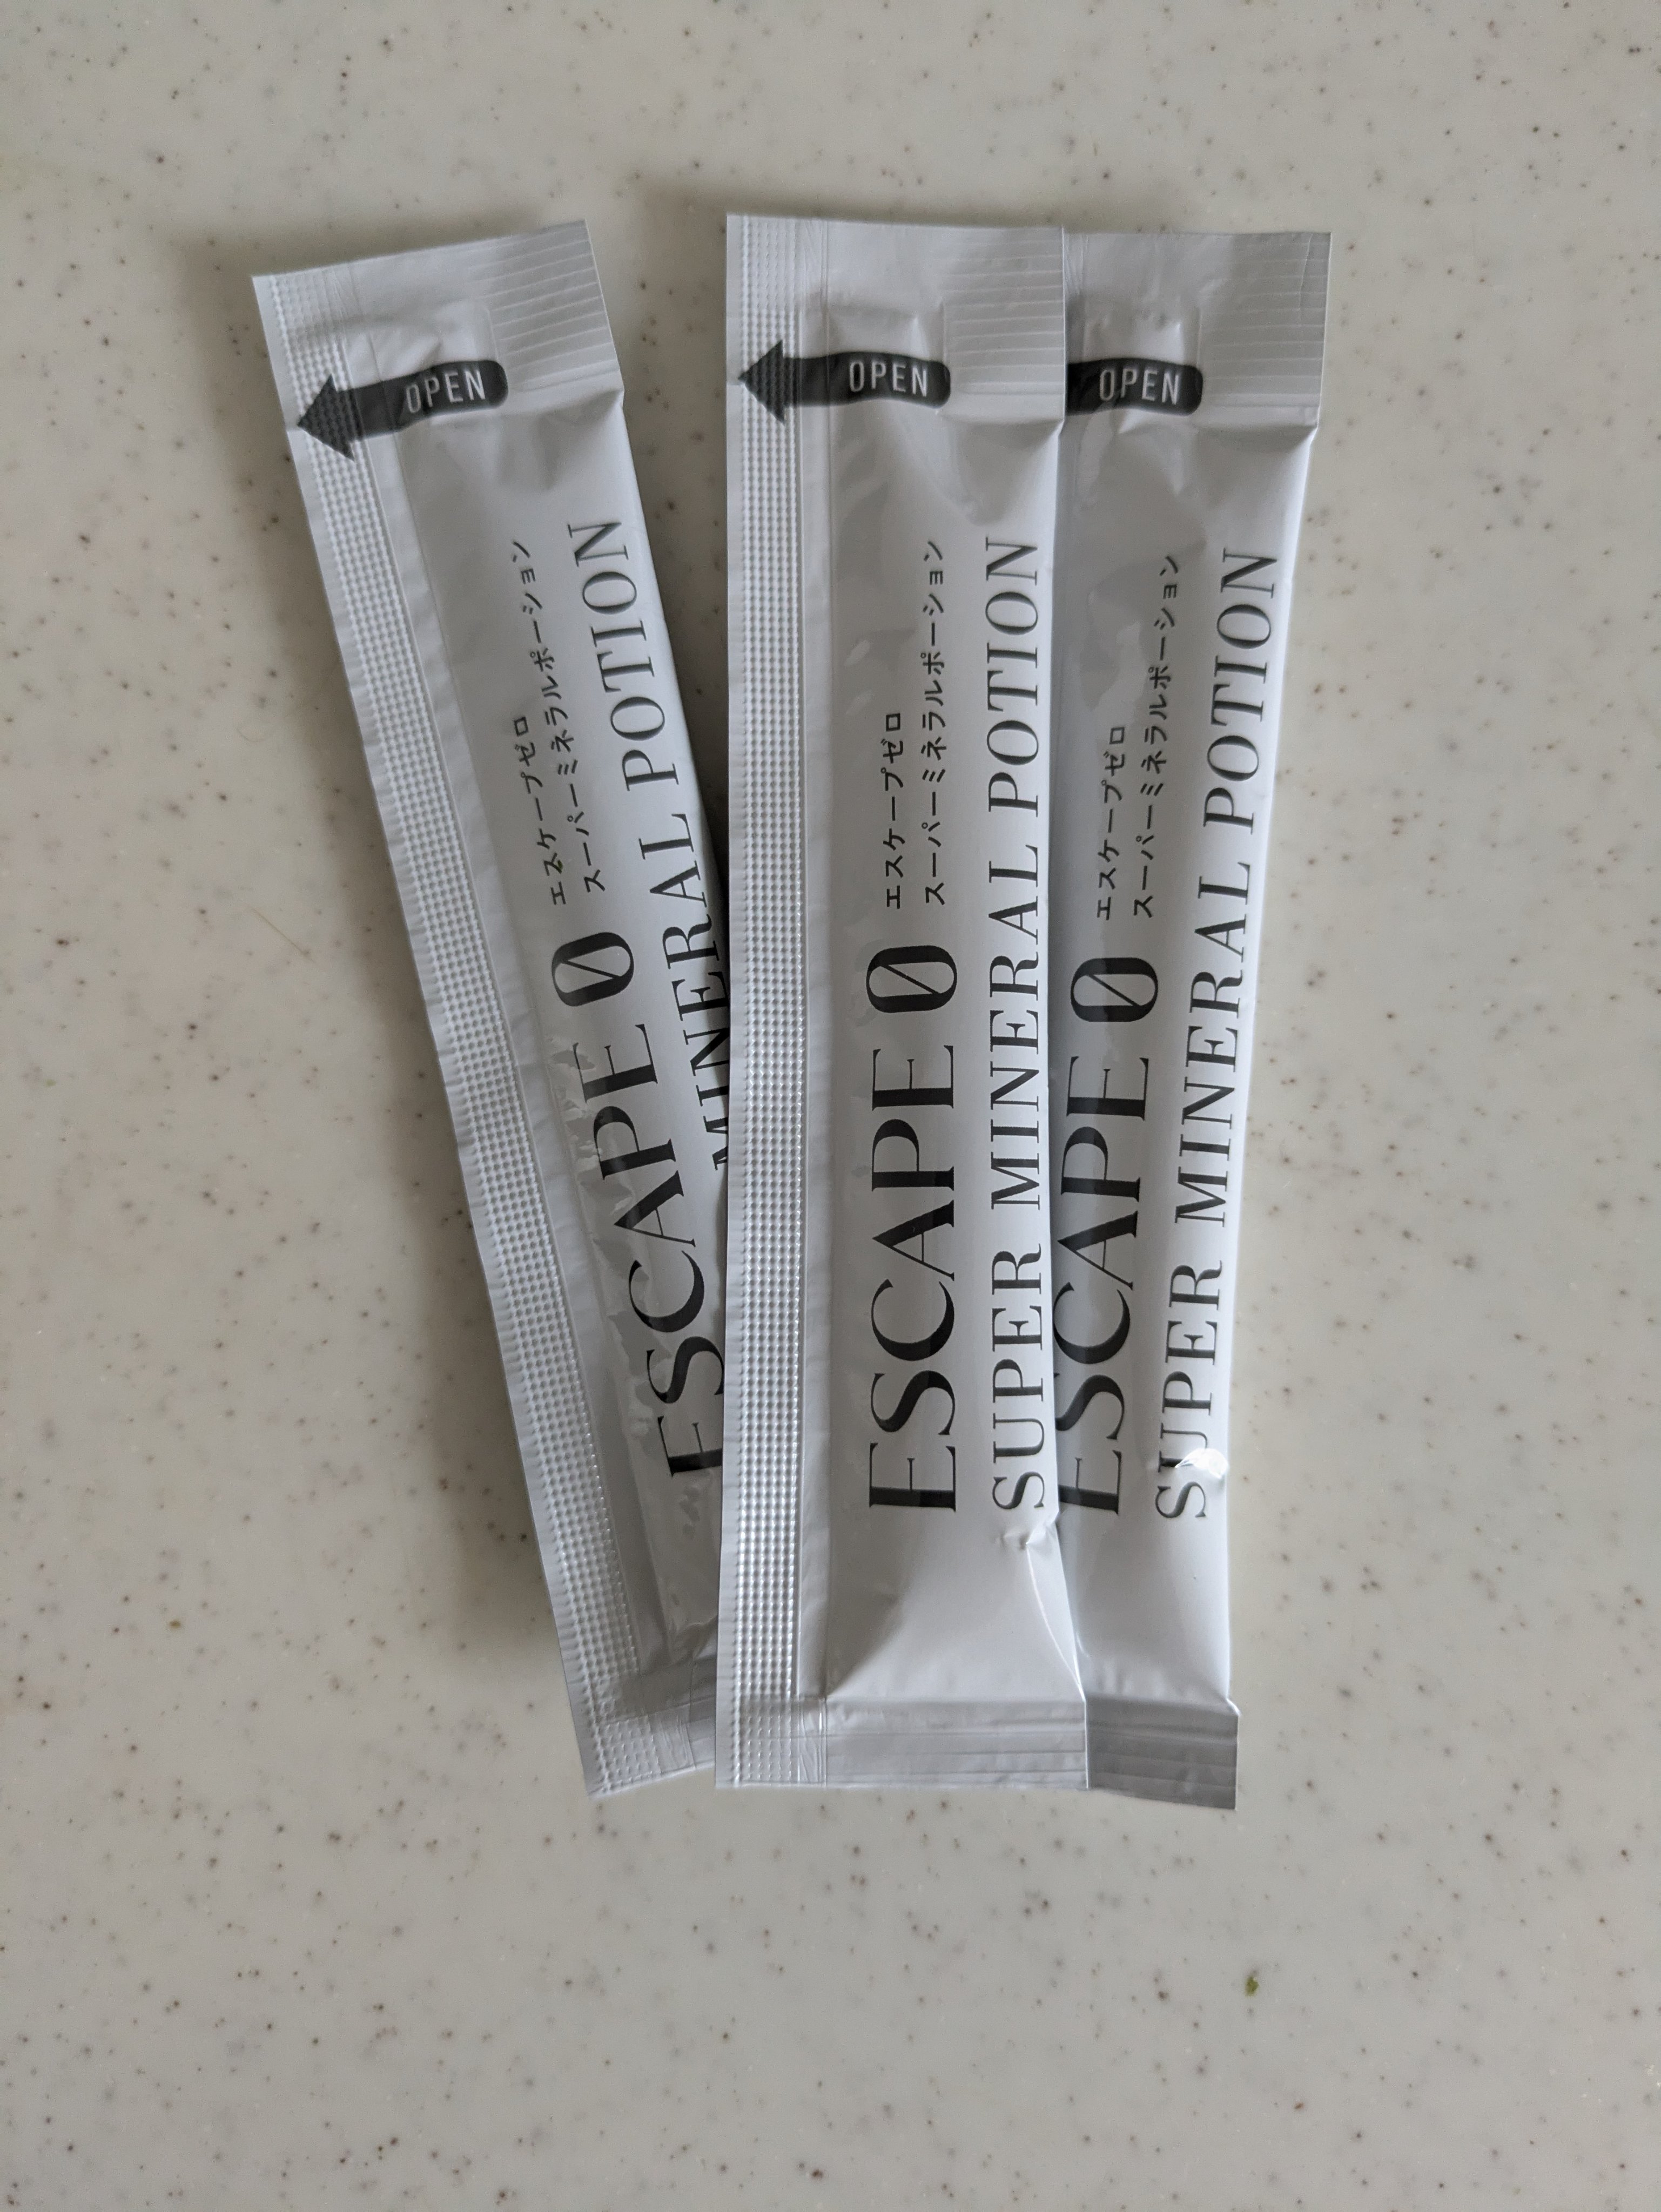 OPEN
ESCAPE 0
エスケープゼロ
スーパーミネラルポーション
MINERAL POTION
OPEN
ESCAPE 0
エスケープゼロ
スーパーミネラルポーション
SUPER MINERAL POTION
OPEN
ESCAPE 0
エスケープゼロ
スーパーミネラルポーション
SUPER MINERAL POTION